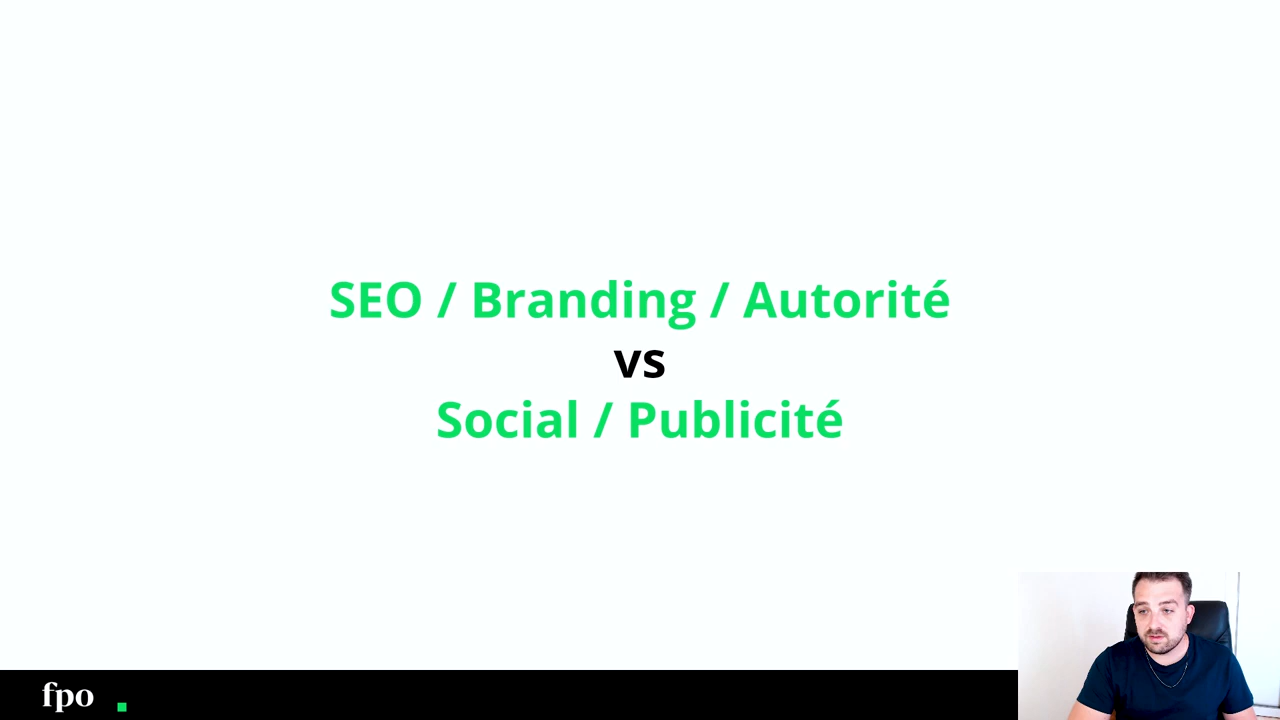 SEO / Branding / Autorité
vs
Social / Publicité
fpo